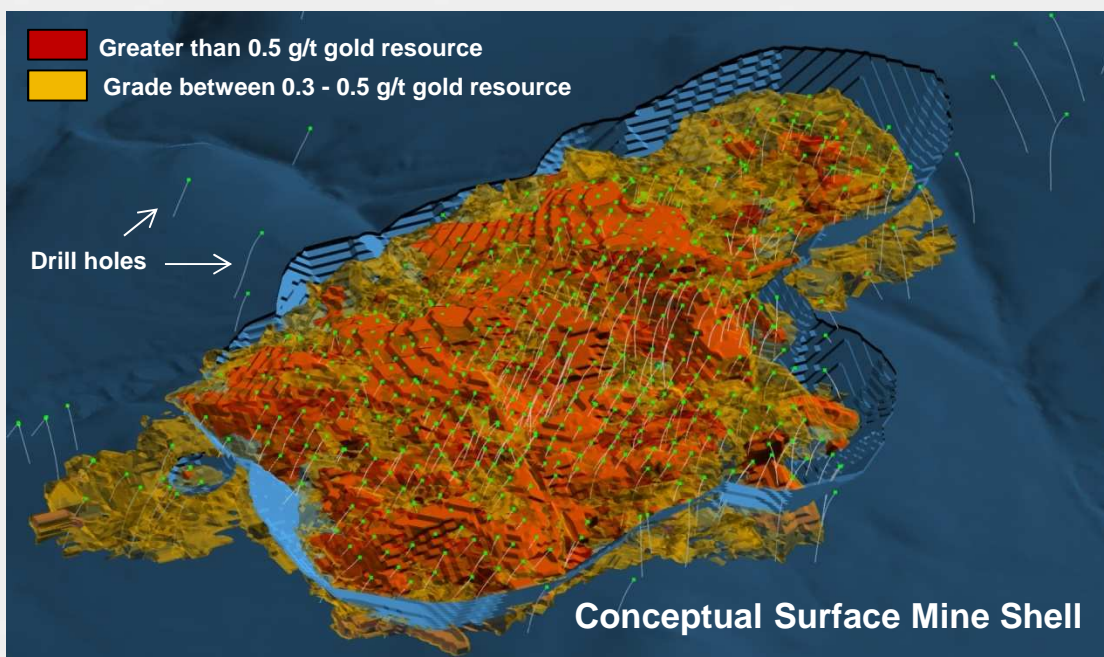 Greater than 0.5 g/t gold resource
Grade between 0.3 - 0.5 g/t gold resource
Drill holes
Conceptual Surface Mine Shell